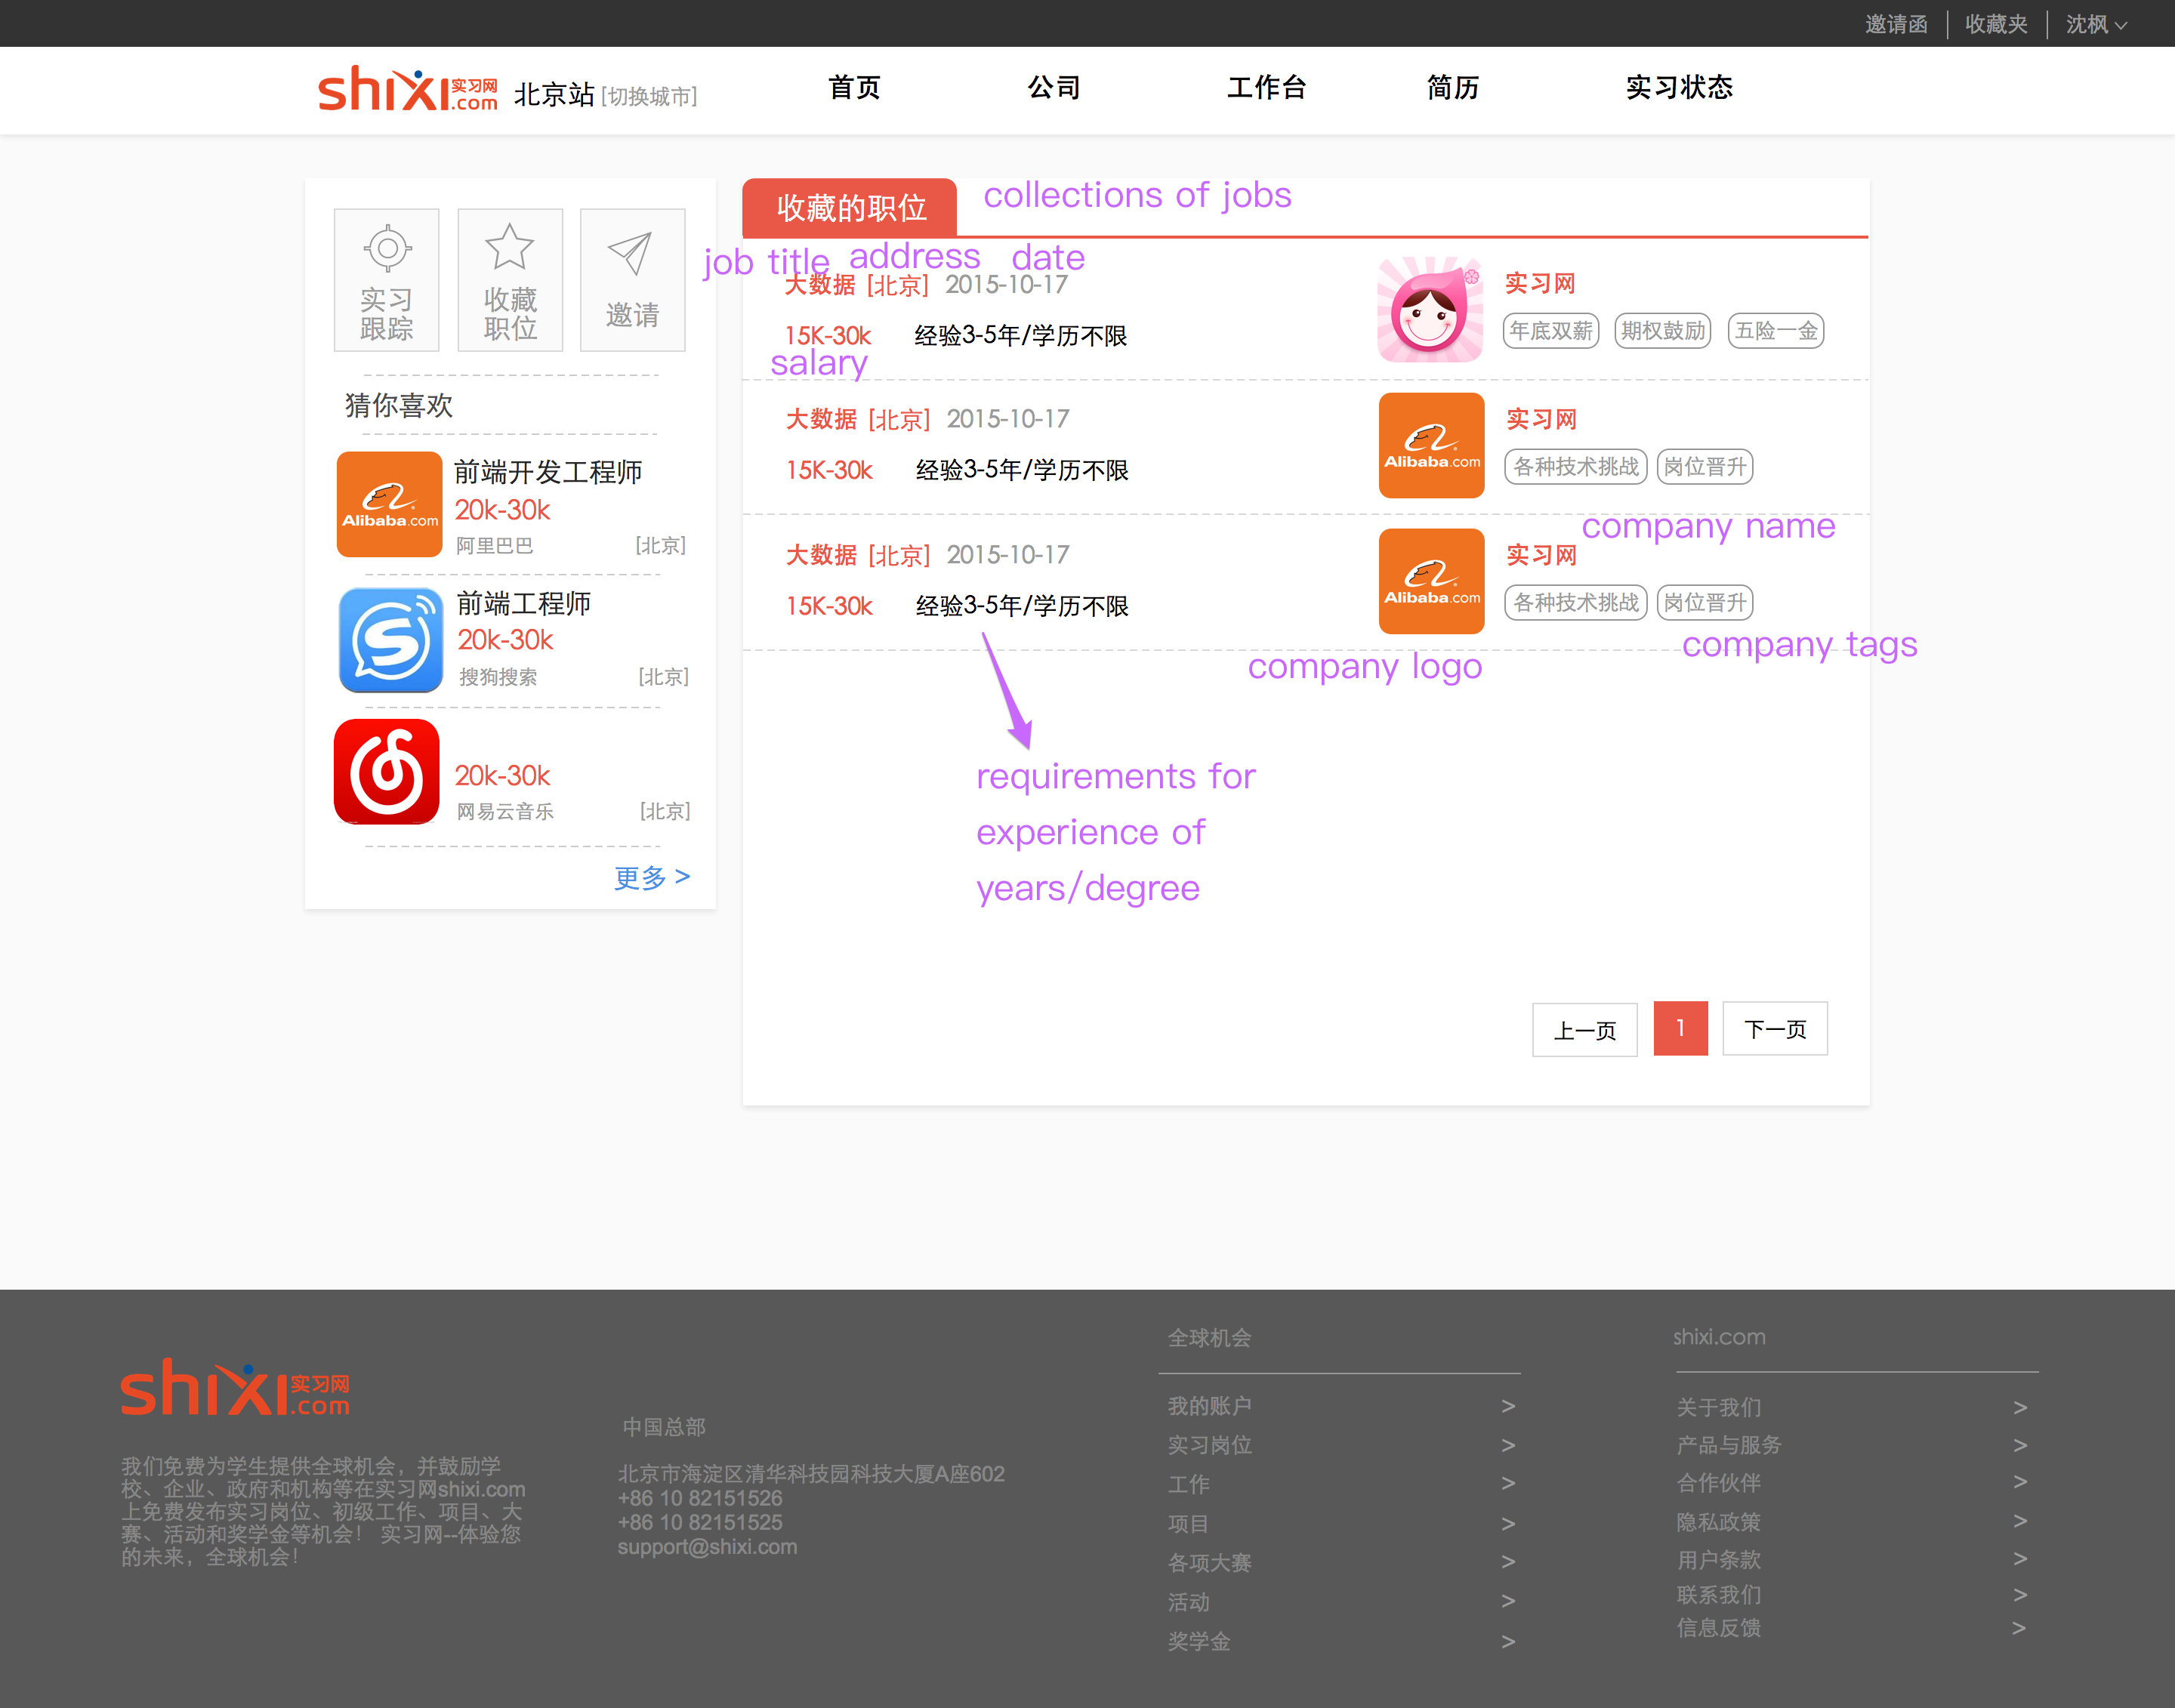 邀请函 收藏夹 沈枫
shixi 实习网 .com 北京站 [切换城市] 首页 公司 工作台 简历 实习状态
实习
跟踪
收藏
职位
邀请
猜你喜欢
Alibaba.com
前端开发工程师
20k-30k
阿里巴巴 [北京]
前端工程师
20k-30k
搜狗搜索 [北京]
20k-30k
网易云音乐 [北京]
更多 >
收藏的职位 collections of jobs
job title address date
大数据 [北京] 2015-10-17
15K-30k 经验3-5年/学历不限
salary
实习网
年底双薪 期权鼓励 五险一金
大数据 [北京] 2015-10-17
15K-30k 经验3-5年/学历不限
Alibaba.com
实习网
各种技术挑战 岗位晋升
company name
大数据 [北京] 2015-10-17
15K-30k 经验3-5年/学历不限
Alibaba.com
实习网
各种技术挑战 岗位晋升
company tags
company logo
requirements for
experience of
years/degree
上一页 1 下一页
shixi 实习网 .com
我们免费为学生提供全球机会，并鼓励学
校、企业、政府和机构等在实习网shixi.com
上免费发布实习岗位、初级工作、项目、大
赛、活动和奖学金等机会！ 实习网--体验您
的未来，全球机会！
中国总部
北京市海淀区清华科技园科技大厦A座602
+86 10 82151526
+86 10 82151525
support@shixi.com
全球机会
我的账户 >
实习岗位 >
工作 >
项目 >
各项大赛 >
活动 >
奖学金 >
shixi.com
关于我们 >
产品与服务 >
合作伙伴 >
隐私政策 >
用户条款 >
联系我们 >
信息反馈 >